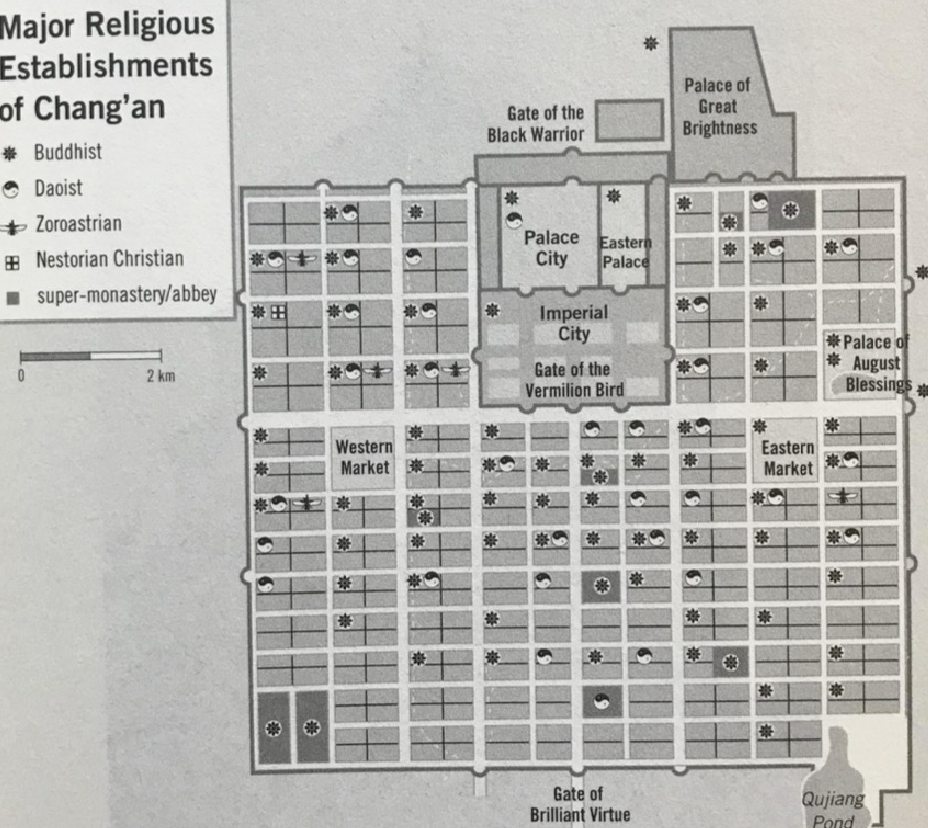 Major Religious
Establishments
of Chang'an
Buddhist
Daoist
Zoroastrian
Nestorian Christian
super-monastery/abbey
0
2 km
Palace of
Great
Brightness
Gate of the
Black Warrior
Palace
City
Eastern
Palace
Imperial
City
Gate of the
Vermilion Bird
Palace of
August
Blessings
Western
Market
Eastern
Market
Gate of
Brilliant Virtue
Qujiang
Pond